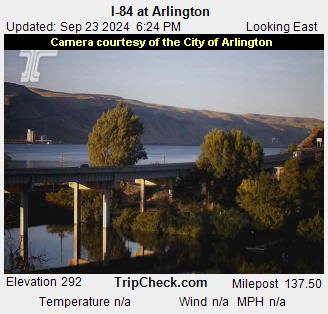 I-84 at Arlington
Updated: Sep 23 2024 6:24 PM Looking East
Camera courtesy of the City of Arlington
Elevation 292 TripCheck.com Milepost 137.50
Temperature n/a Wind n/a MPH n/a